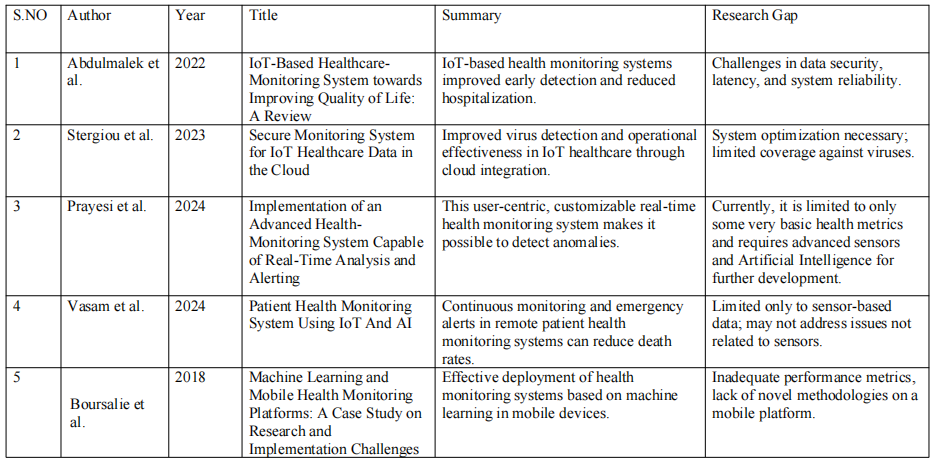 S.NO Author Year Title Summary Research Gap
1 Abdulmalek et al. 2022 IoT-Based Healthcare- IoT-based health monitoring systems Challenges in data security,
Monitoring System towards improved early detection and reduced latency, and system reliability.
Improving Quality of Life: hospitalization.
A Review
2 Stergiou et al. 2023 Secure Monitoring System Improved virus detection and operational System optimization necessary;
for IoT Healthcare Data in effectiveness in IoT healthcare through limited coverage against viruses.
the Cloud cloud integration.
3 Prayesi et al. 2024 Implementation of an This user-centric, customizable real-time Currently, it is limited to only
Advanced Health- health monitoring system makes it some very basic health metrics
Monitoring System Capable possible to detect anomalies. and requires advanced sensors
of Real-Time Analysis and and Artificial Intelligence for
Alerting further development.
4 Vasam et al. 2024 Patient Health Monitoring Continuous monitoring and emergency Limited only to sensor-based
System Using IoT And AI alerts in remote patient health data; may not address issues not
monitoring systems can reduce death related to sensors.
rates.
5 2018 Machine Learning and Effective deployment of health Inadequate performance metrics,
Mobile Health Monitoring monitoring systems based on machine lack of novel methodologies on a
Boursalie et Platforms: A Case Study on learning in mobile devices. mobile platform.
al. Research and
Implementation Challenges